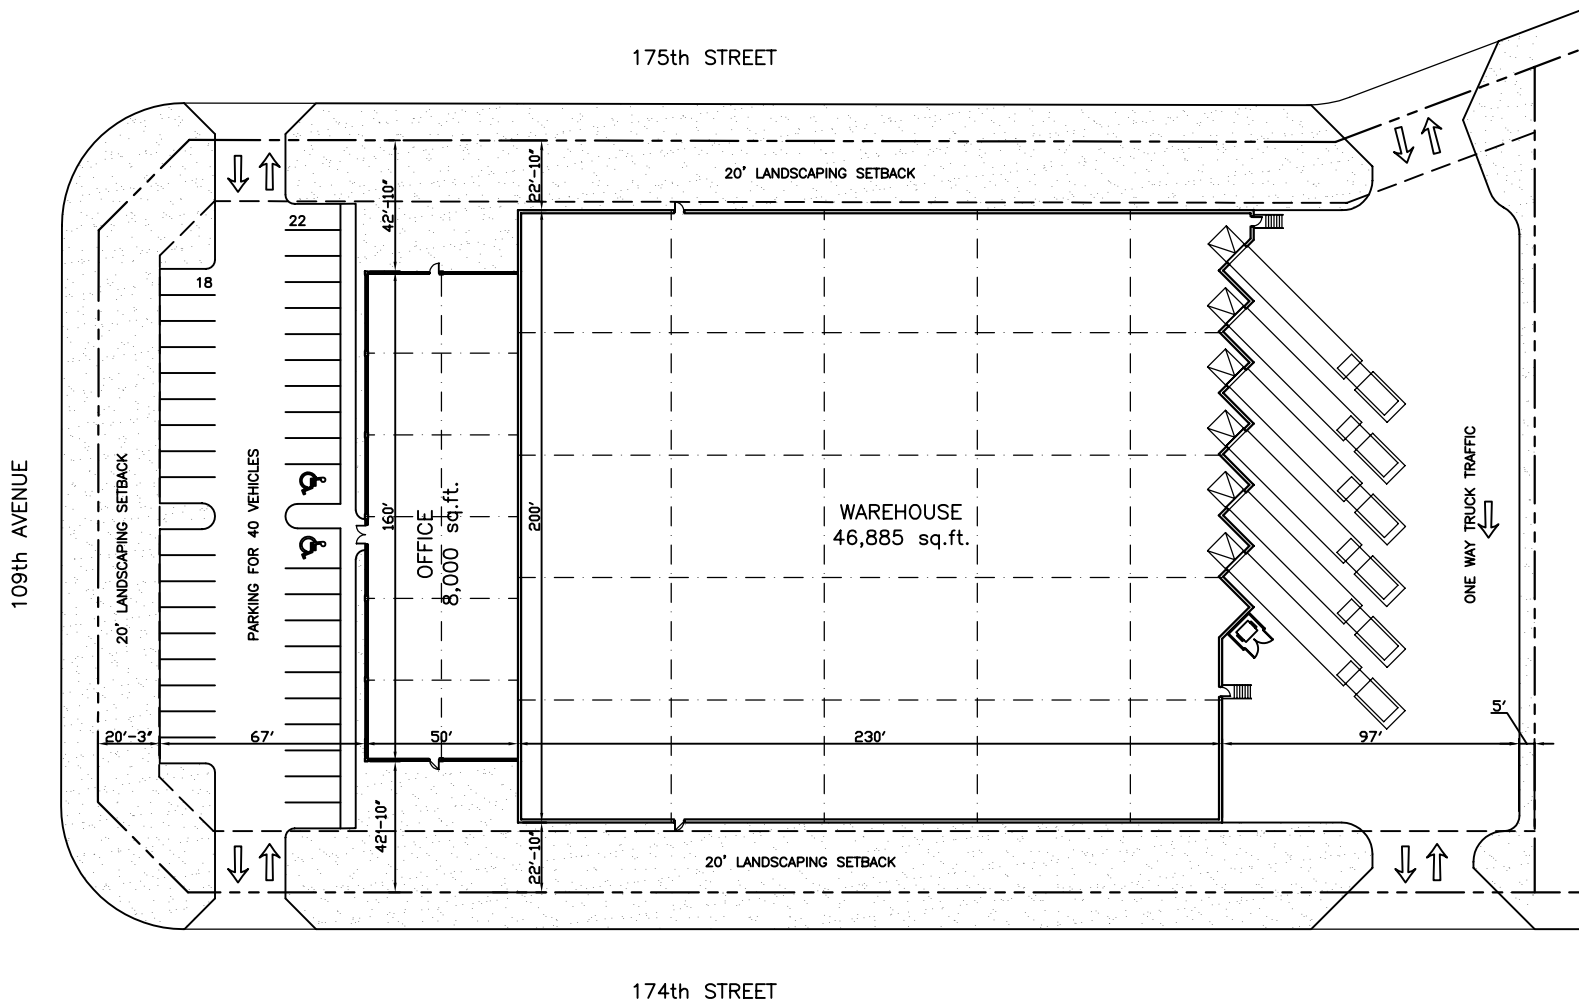 175th STREET
20' LANDSCAPING SETBACK
42'-10"
22'-10"
22
18
109th AVENUE
20' LANDSCAPING SETBACK
PARKING FOR 40 VEHICLES
160'
OFFICE
8,000 sq.ft.
200'
WAREHOUSE
46,885 sq.ft.
ONE WAY TRUCK TRAFFIC
20'-3"
67'
50'
230'
97'
5'
42'-10"
22'-10"
20' LANDSCAPING SETBACK
174th STREET